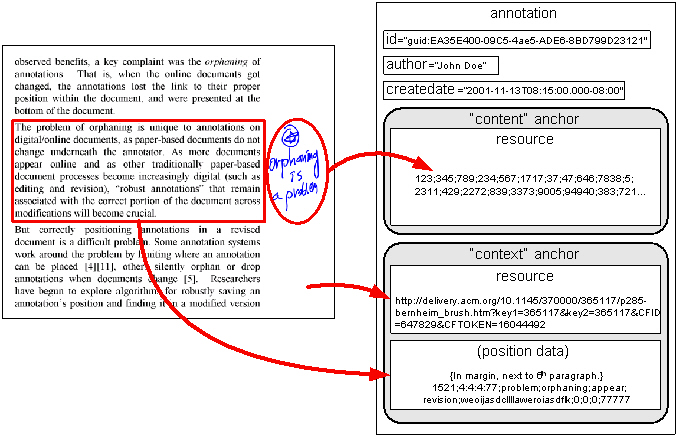 observed benefits, a key complaint was the orphaning of
annotations. That is, when the online documents got
changed, the annotations lost the link to their proper
position within the document, and were presented at the
bottom of the document.
The problem of orphaning is unique to annotations on
digital/online documents, as paper-based documents do not
change underneath the annotator. As more documents
appear online and as other traditionally paper-based
document processes become increasingly digital (such as
editing and revision), “robust annotations” that remain
associated with the correct portion of the document across
modifications will become crucial.
But correctly positioning annotations in a revised
document is a difficult problem. Some annotation systems
work around the problem by limiting where an annotation
can be placed [4][11], others silently orphan or drop
annotations when documents change [5]. Researchers
have begun to explore algorithms for robustly saving an
annotation's position and finding it in a modified version
orphaning
IS
a problem
annotation
id="guid:EA35E400-09C5-4ae5-ADE6-8BD799D23121"
author="John Doe"
createdate="2001-11-13T08:15:00.000-08:00"
"content" anchor
resource
123;345;789;234;567;1717;37;47;646;7838;5;
2311;429;2272;839;3373;9005;94940;383;721...
"context" anchor
resource
http://delivery.acm.org/10.1145/370000/365117/p285-
bernheim_brush.htm?key1=365117&key2=365117&CFID
=647829&CFTOKEN=16044492
(position data)
{In margin, next to 6th paragraph.}
1521;4:4:4:77;problem;orphaning;appear;
revision;weoijasdcllllaweroiasdflk;0;0;0;77777